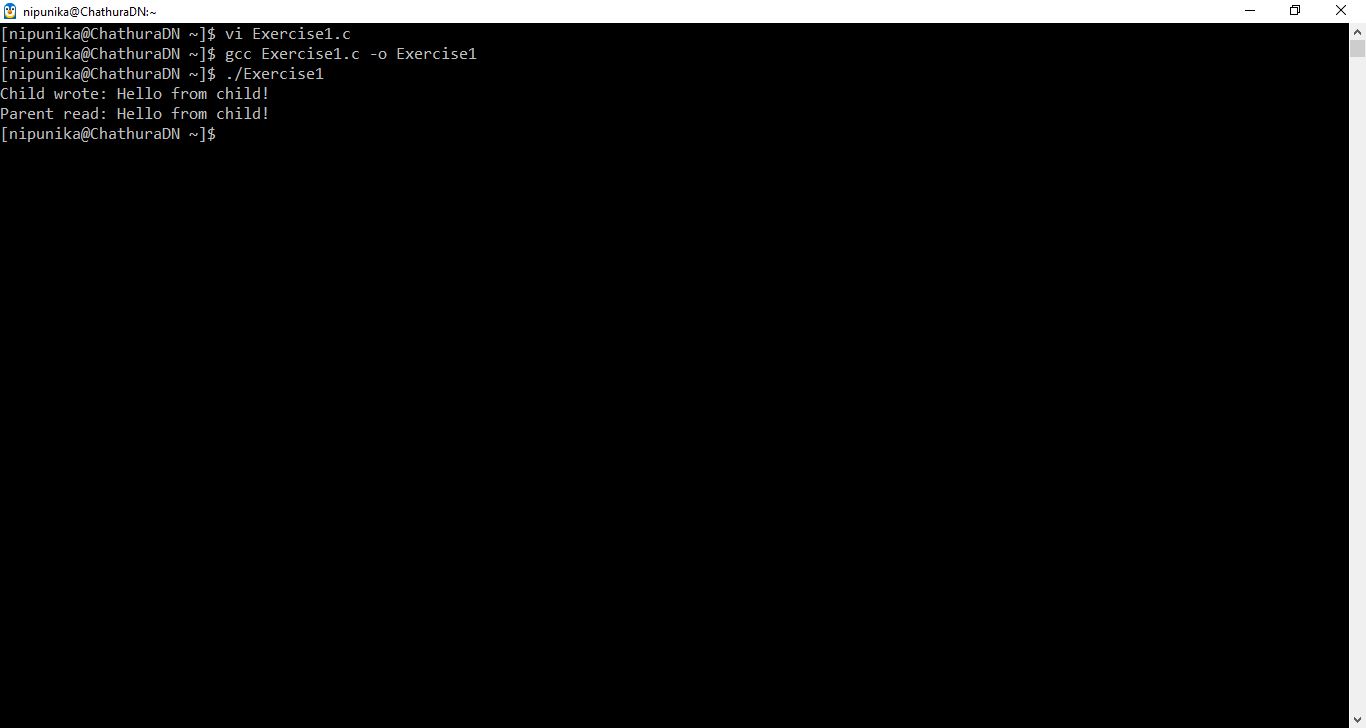 nipunika@ChathuraDN:~
[nipunika@ChathuraDN ~]$ vi Exercise1.c
[nipunika@ChathuraDN ~]$ gcc Exercise1.c -o Exercise1
[nipunika@ChathuraDN ~]$ ./Exercise1
Child wrote: Hello from child!
Parent read: Hello from child!
[nipunika@ChathuraDN ~]$